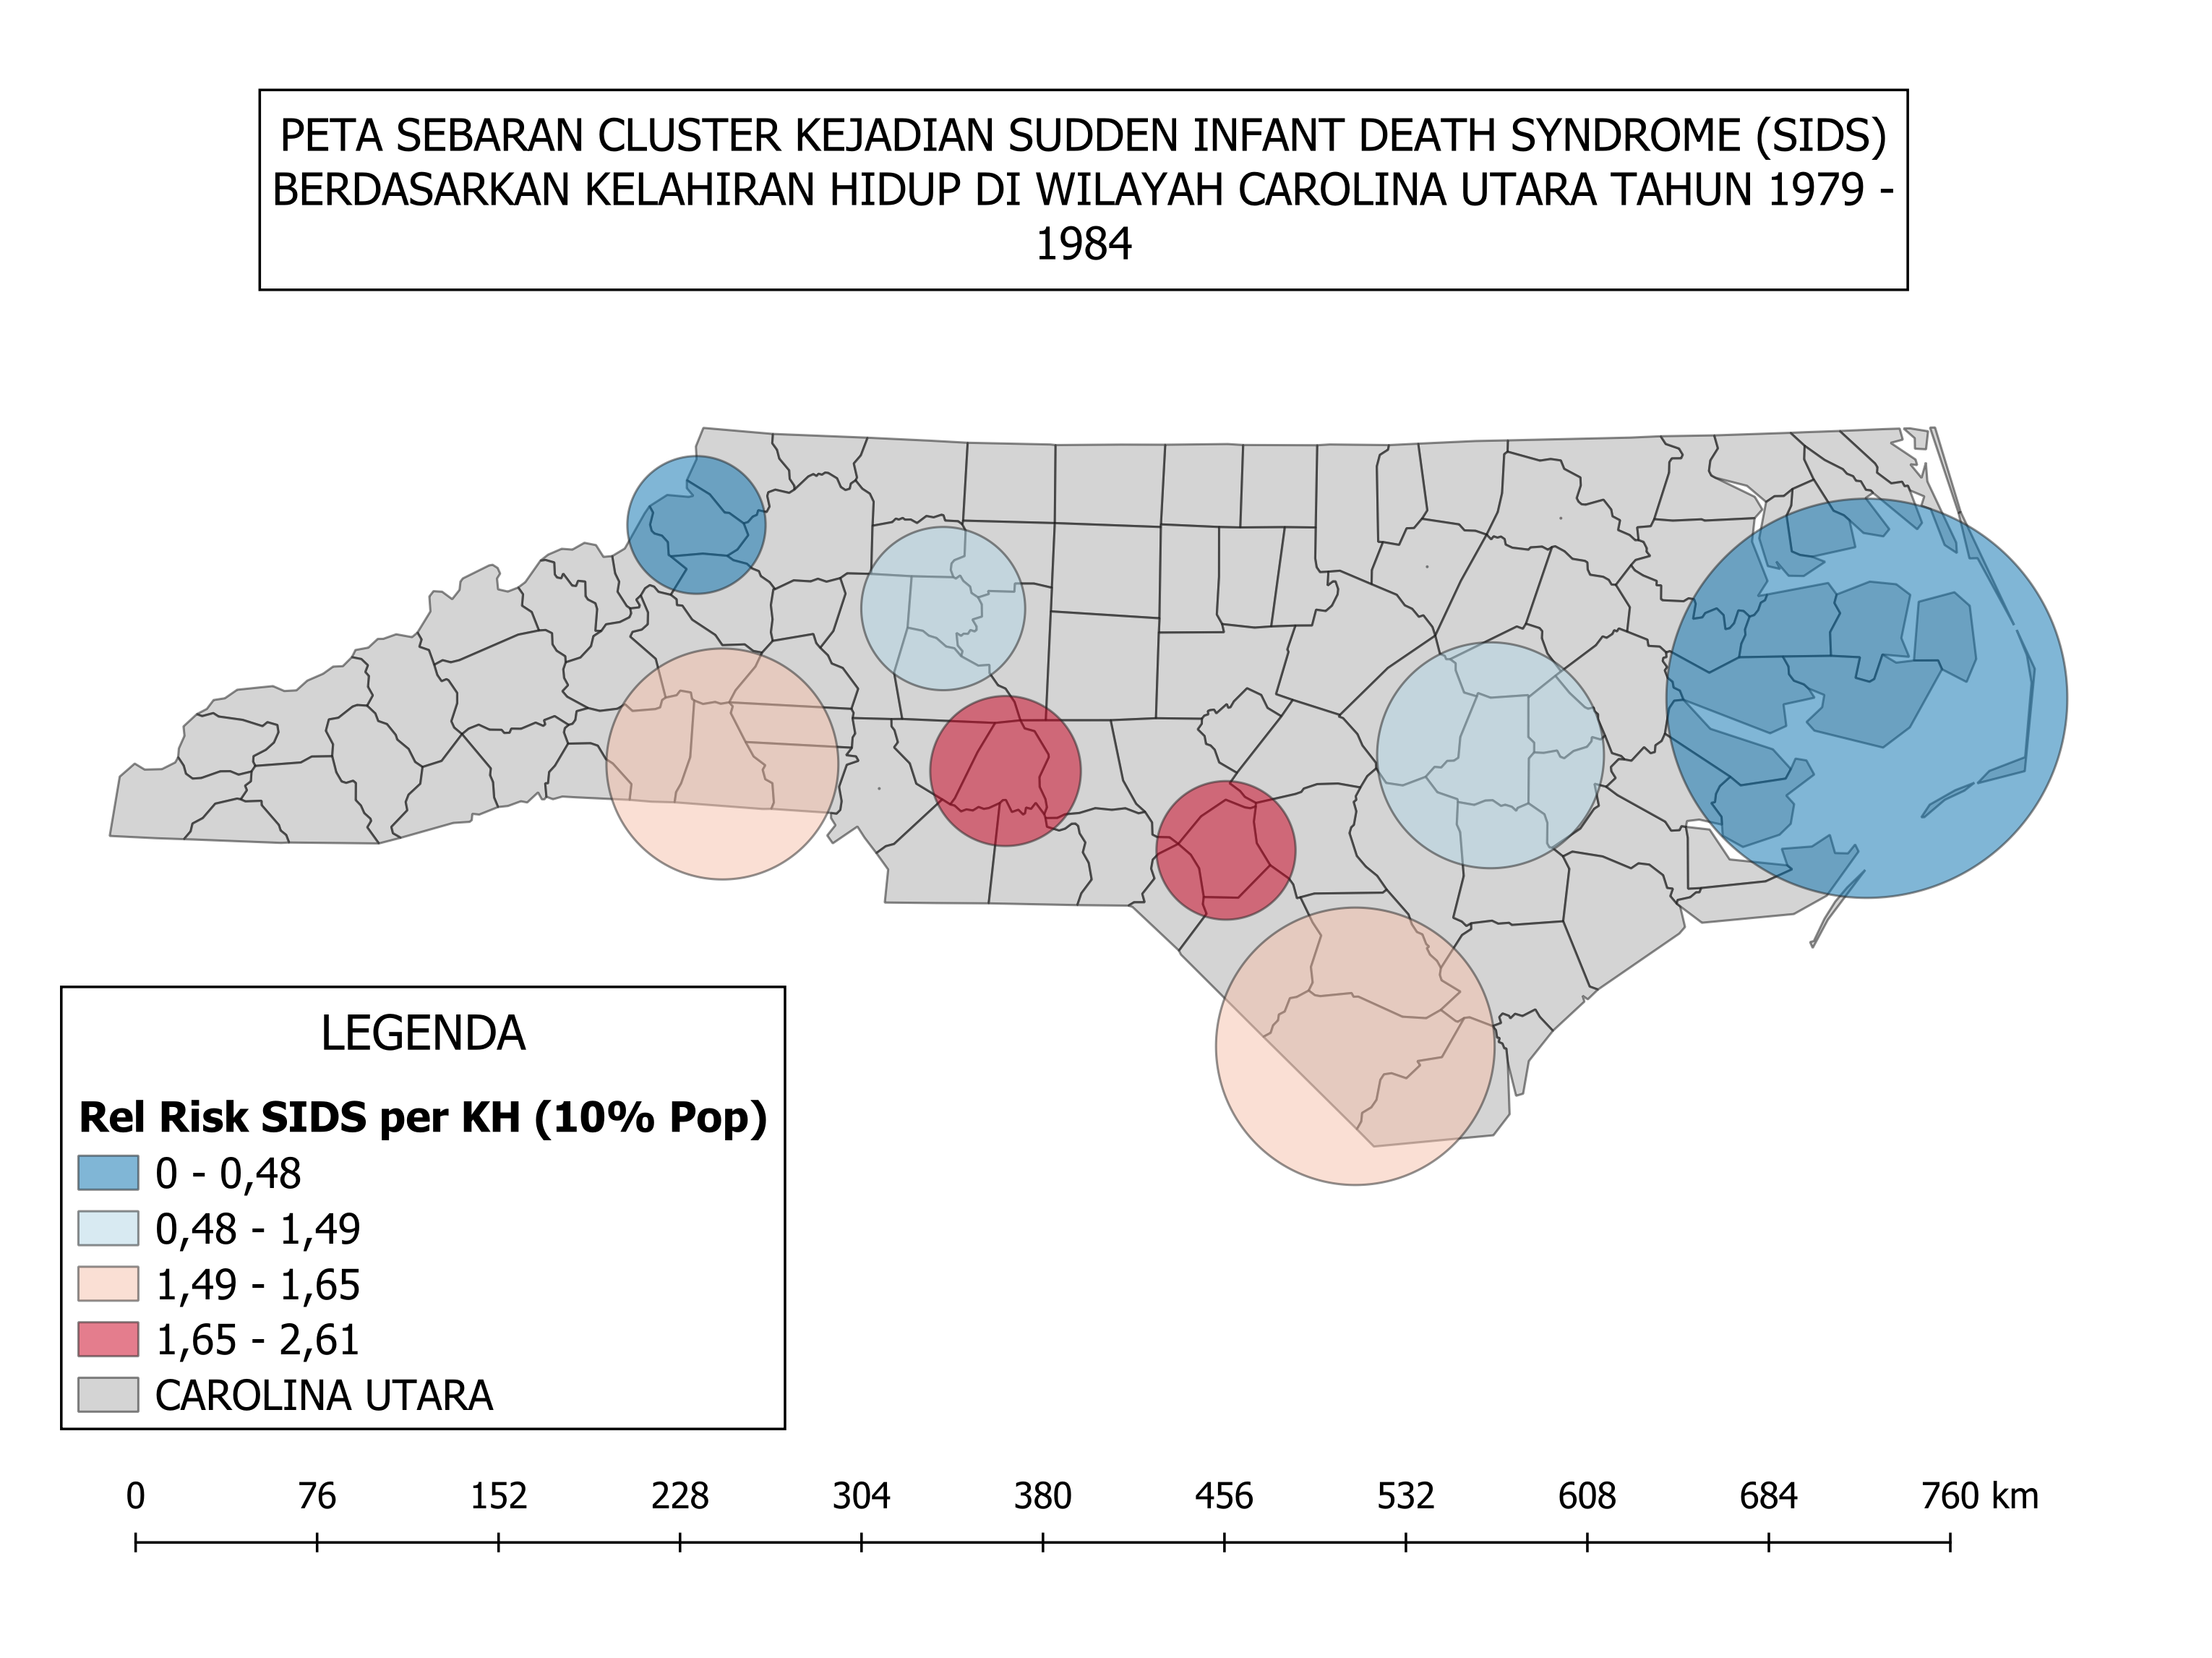 PETA SEBARAN CLUSTER KEJADIAN SUDDEN INFANT DEATH SYNDROME (SIDS)
BERDASARKAN KELAHIRAN HIDUP DI WILAYAH CAROLINA UTARA TAHUN 1979 -
1984
LEGENDA
Rel Risk SIDS per KH (10% Pop)
0 - 0,48
0,48 - 1,49
1,49 - 1,65
1,65 - 2,61
CAROLINA UTARA
0 76 152 228 304 380 456 532 608 684 760 km